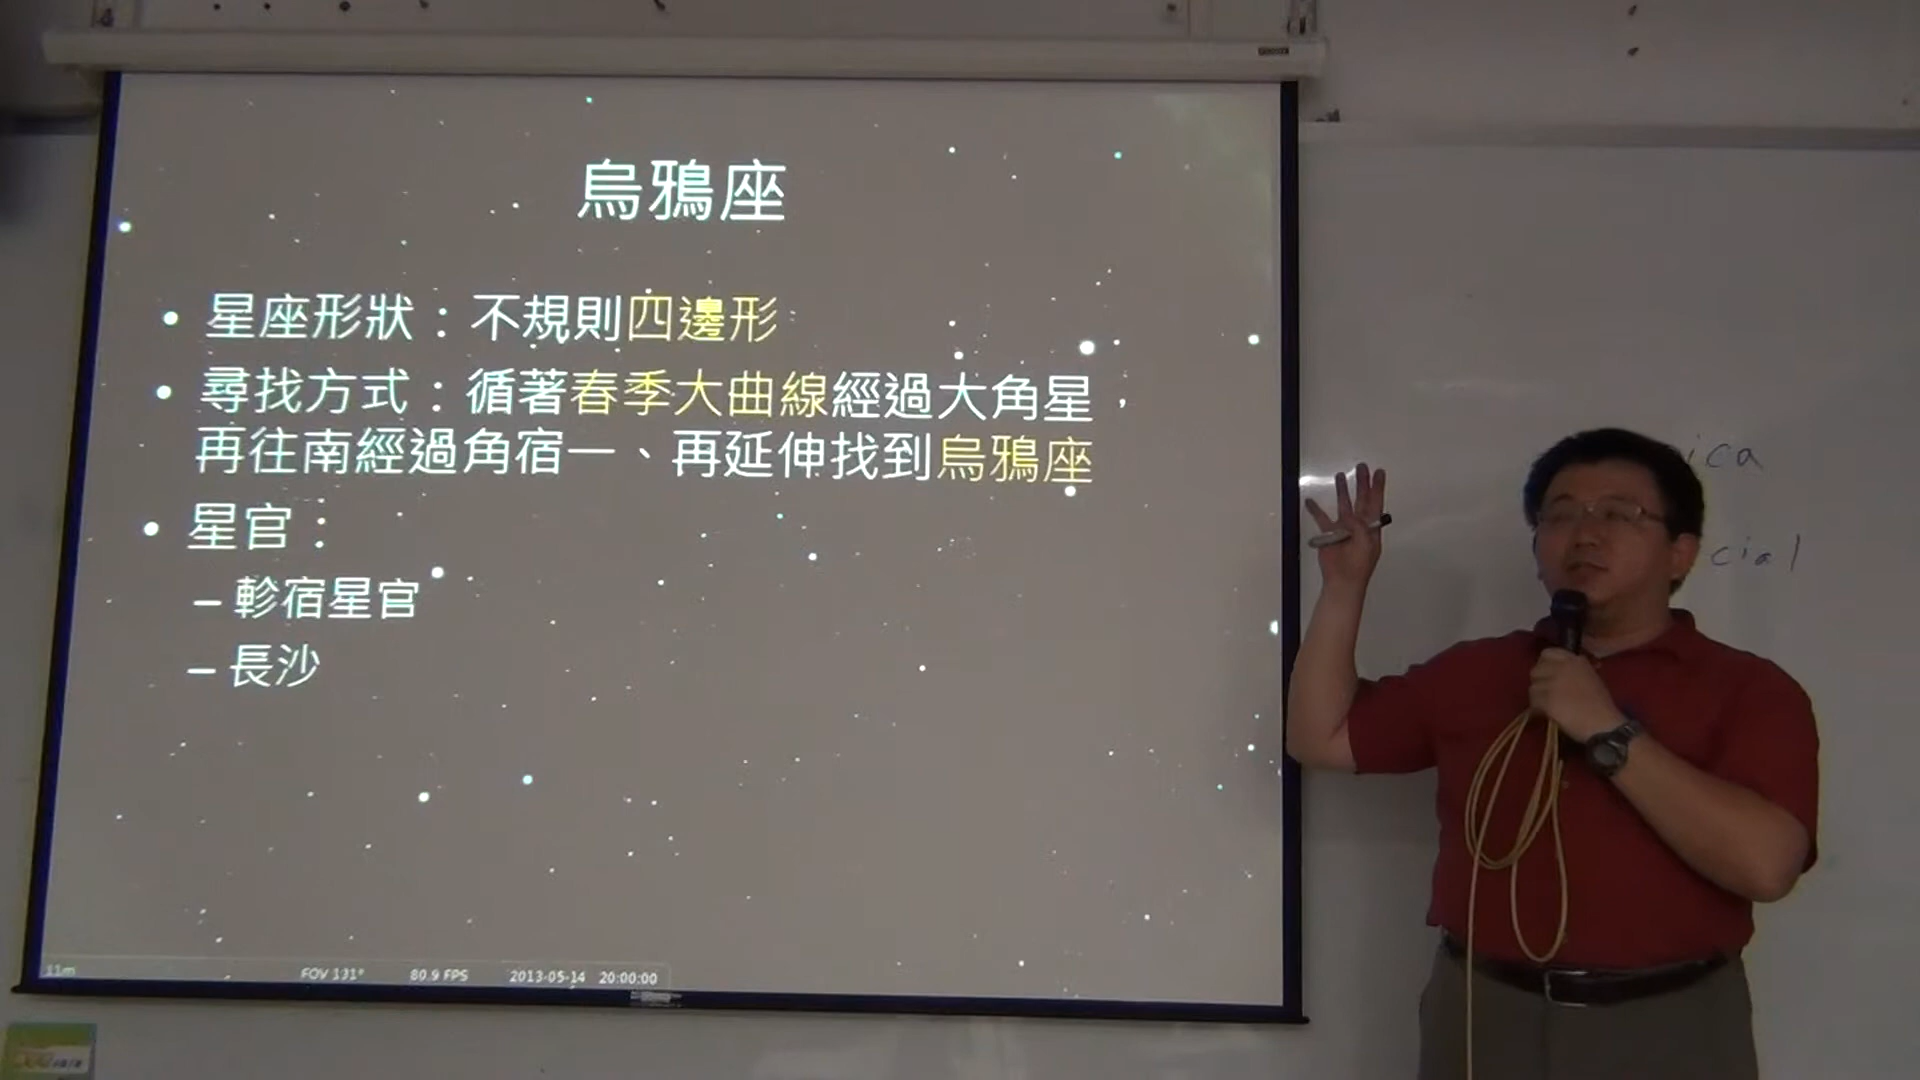 烏鴉座
• 星座形狀：不規則四邊形
• 尋找方式：循著春季大曲線經過大角星，
再往南經過角宿一、再延伸找到烏鴉座
• 星官：
– 軫宿星官
– 長沙
ica
cial
11m FOV 131° 80.9 FPS 2013-05-14 20:00:00